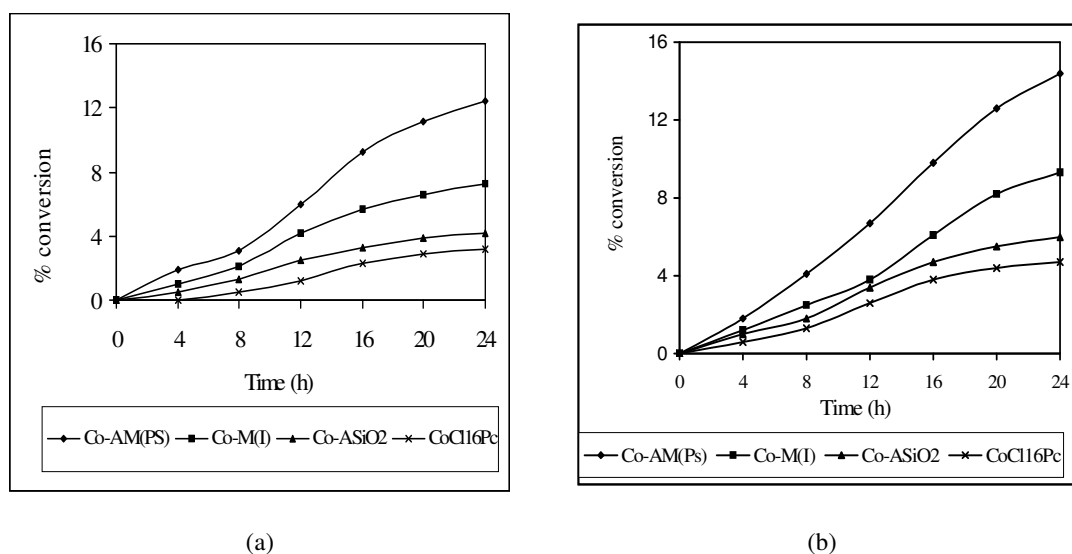 16
12
8
4
0
% conversion
0 4 8 12 16 20 24
Time (h)
Co-AM(PS) Co-M(I) Co-ASiO2 CoCl16Pc
(a)
16
12
8
4
0
% conversion
0 4 8 12 16 20 24
Time (h)
Co-AM(Ps) Co-M(I) Co-ASiO2 CoCl16Pc
(b)